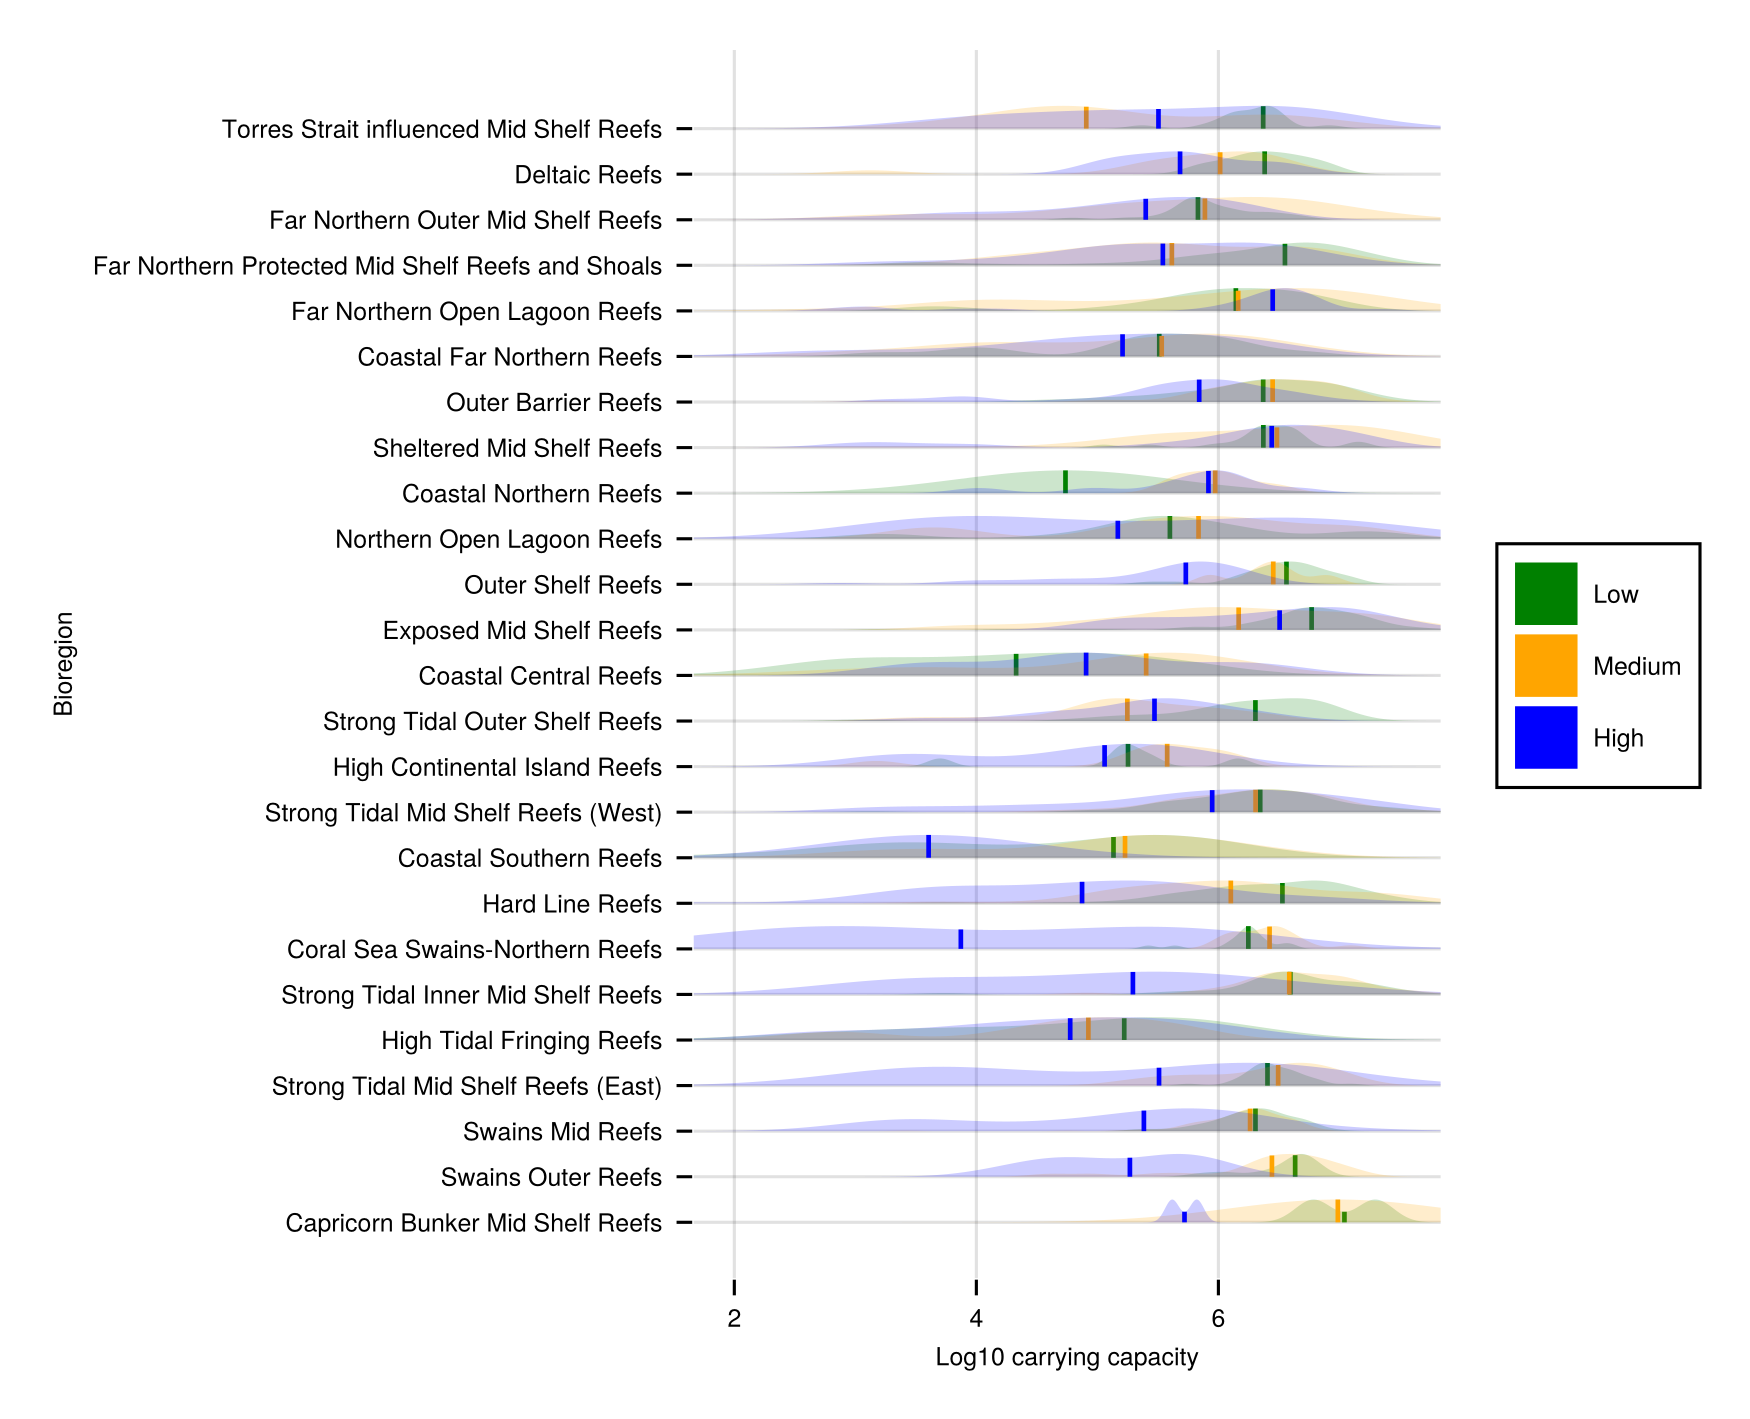 Torres Strait influenced Mid Shelf Reefs
Deltaic Reefs
Far Northern Outer Mid Shelf Reefs
Far Northern Protected Mid Shelf Reefs and Shoals
Far Northern Open Lagoon Reefs
Coastal Far Northern Reefs
Outer Barrier Reefs
Sheltered Mid Shelf Reefs
Coastal Northern Reefs
Northern Open Lagoon Reefs
Outer Shelf Reefs
Exposed Mid Shelf Reefs
Coastal Central Reefs
Strong Tidal Outer Shelf Reefs
High Continental Island Reefs
Strong Tidal Mid Shelf Reefs (West)
Coastal Southern Reefs
Hard Line Reefs
Coral Sea Swains-Northern Reefs
Strong Tidal Inner Mid Shelf Reefs
High Tidal Fringing Reefs
Strong Tidal Mid Shelf Reefs (East)
Swains Mid Reefs
Swains Outer Reefs
Capricorn Bunker Mid Shelf Reefs
Bioregion
2 4 6
Log10 carrying capacity
Low
Medium
High